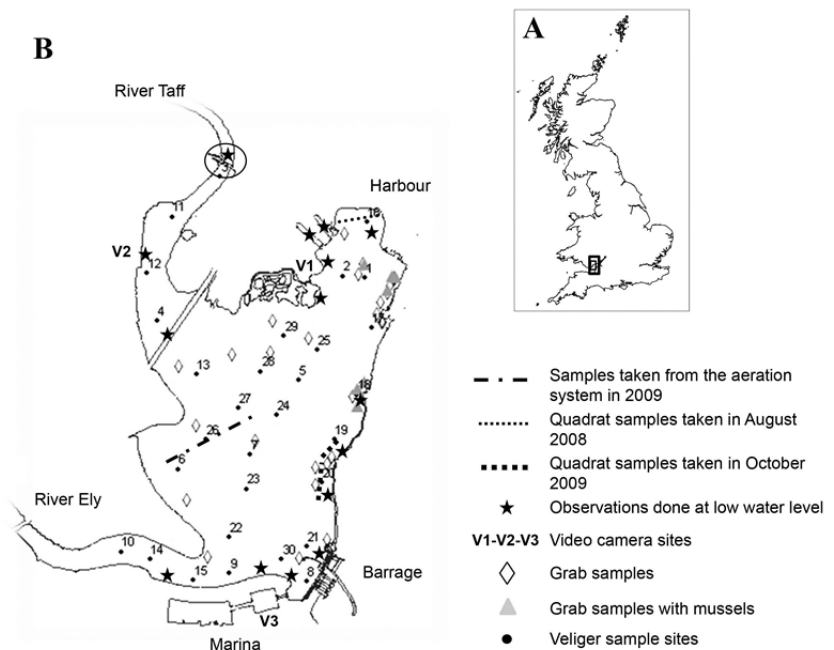 A
B
River Taff
3
Harbour
11
16
V2
V1
12
2
1
4
17
29
25
13
28
5
18
27
24
26
19
7
6
20
23
River Ely
22
10
14
21
30
9
15
8
Barrage
V3
Marina
Samples taken from the aeration
system in 2009
Quadrat samples taken in August
2008
Quadrat samples taken in October
2009
Observations done at low water level
V1-V2-V3 Video camera sites
Grab samples
Grab samples with mussels
Veliger sample sites